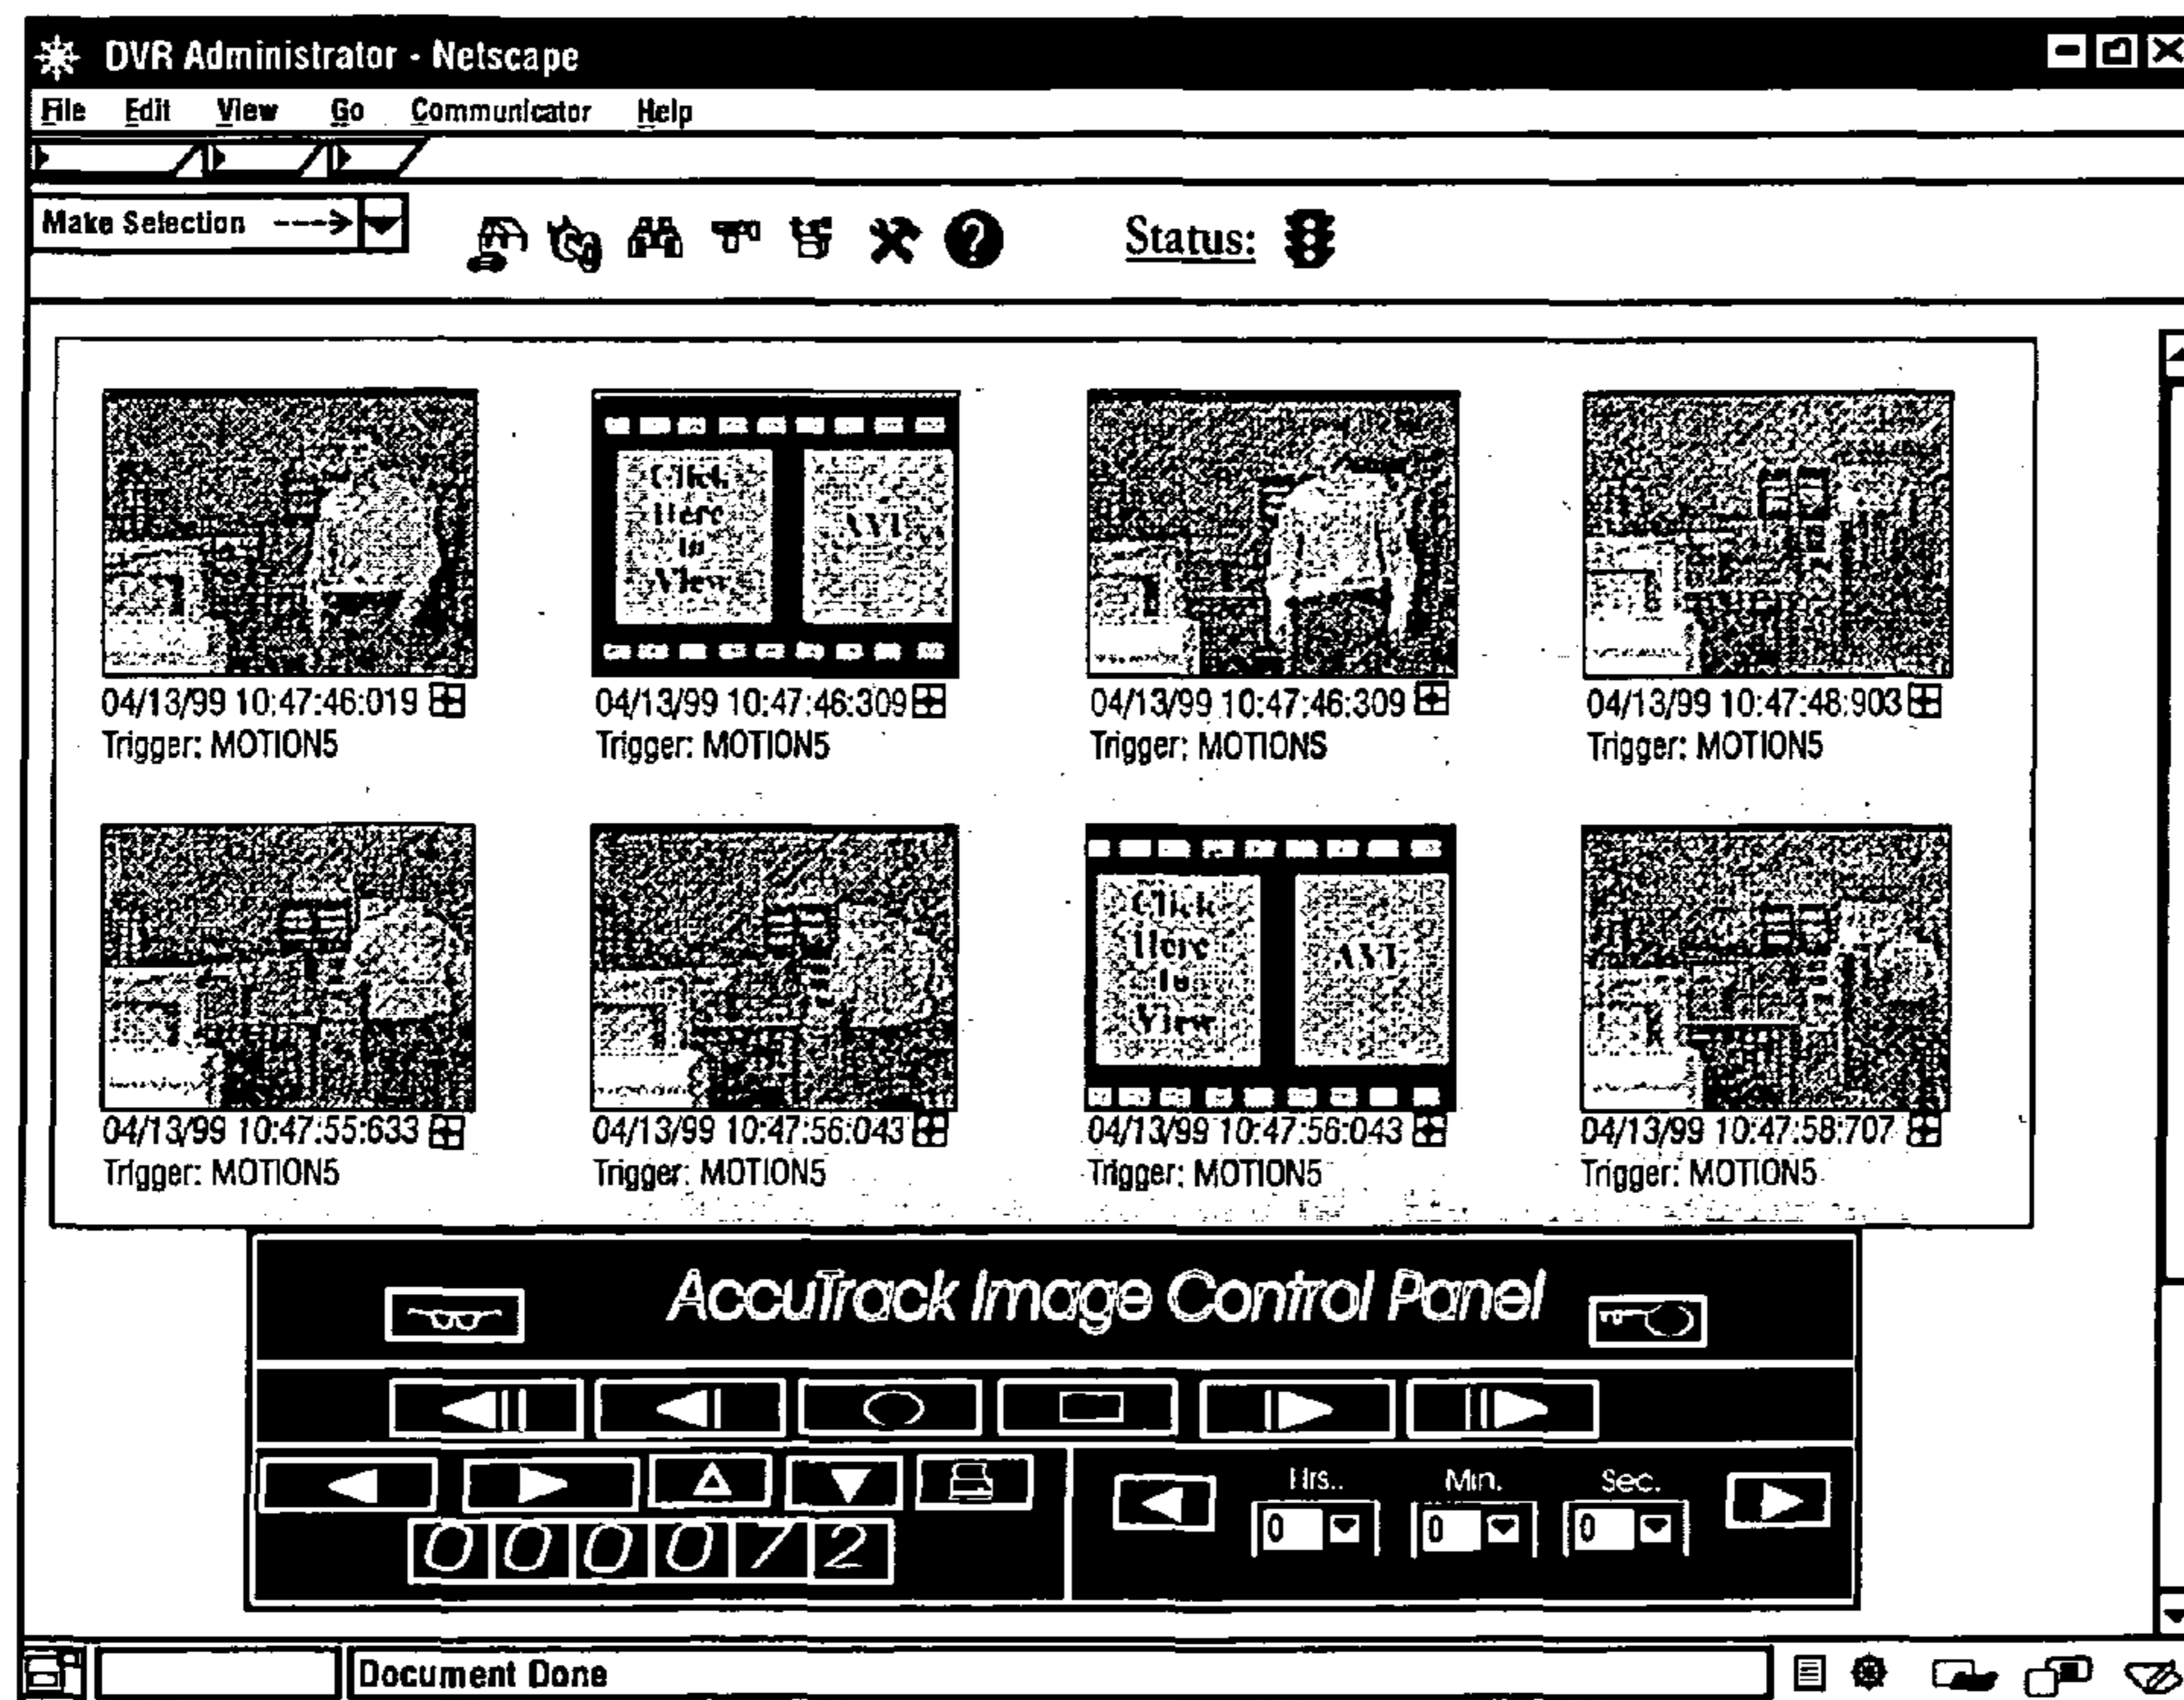 DVR Administrator - Netscape
File Edit View Go Communicator Help
Make Selection ---> Status:
Click
Here
To
View
AVI
04/13/99 10:47:46:019 04/13/99 10:47:46:309 04/13/99 10:47:46:309 04/13/99 10:47:48:903
Trigger: MOTION5 Trigger: MOTION5 Trigger: MOTIONS Trigger: MOTION5
Click
Here
To
View
AVI
04/13/99 10:47:55:633 04/13/99 10:47:56:043 04/13/99 10:47:56:043 04/13/99 10:47:58:707
Trigger: MOTION5 Trigger: MOTION5 Trigger: MOTION5 Trigger: MOTION5
AccuTrack Image Control Panel
Hrs.. Min. Sec.
0 0 0
000072
Document Done